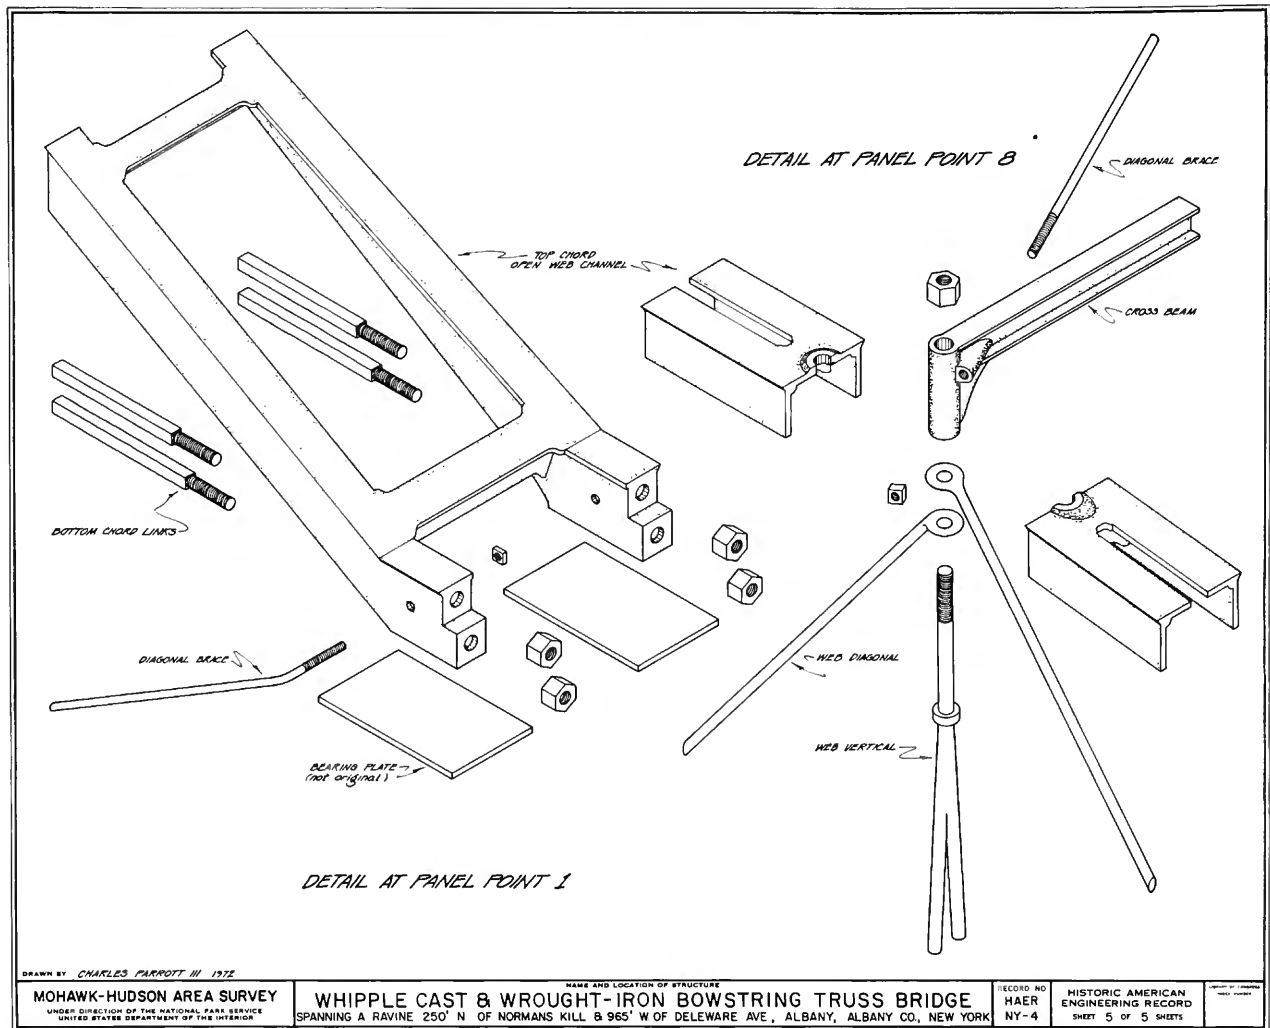 DETAIL AT PANEL POINT 8
DIAGONAL BRACE
TOP CHORD
OPEN WEB CHANNEL
CROSS BEAM
BOTTOM CHORD LINKS
DIAGONAL BRACE
WEB DIAGONAL
WEB VERTICAL
BEARING PLATE
(not original)
DETAIL AT PANEL POINT 1
DRAWN BY CHARLES PARROTT III 1972
MOHAWK-HUDSON AREA SURVEY
UNDER DIRECTION OF THE NATIONAL PARK SERVICE
UNITED STATES DEPARTMENT OF THE INTERIOR
NAME AND LOCATION OF STRUCTURE
WHIPPLE CAST & WROUGHT-IRON BOWSTRING TRUSS BRIDGE
SPANNING A RAVINE 250' N OF NORMANS KILL & 965' W OF DELEWARE AVE, ALBANY, ALBANY CO., NEW YORK
RECORD NO
HAER
NY-4
HISTORIC AMERICAN
ENGINEERING RECORD
SHEET 5 OF 5 SHEETS
LIBRARY OF CONGRESS
INDEX NUMBER